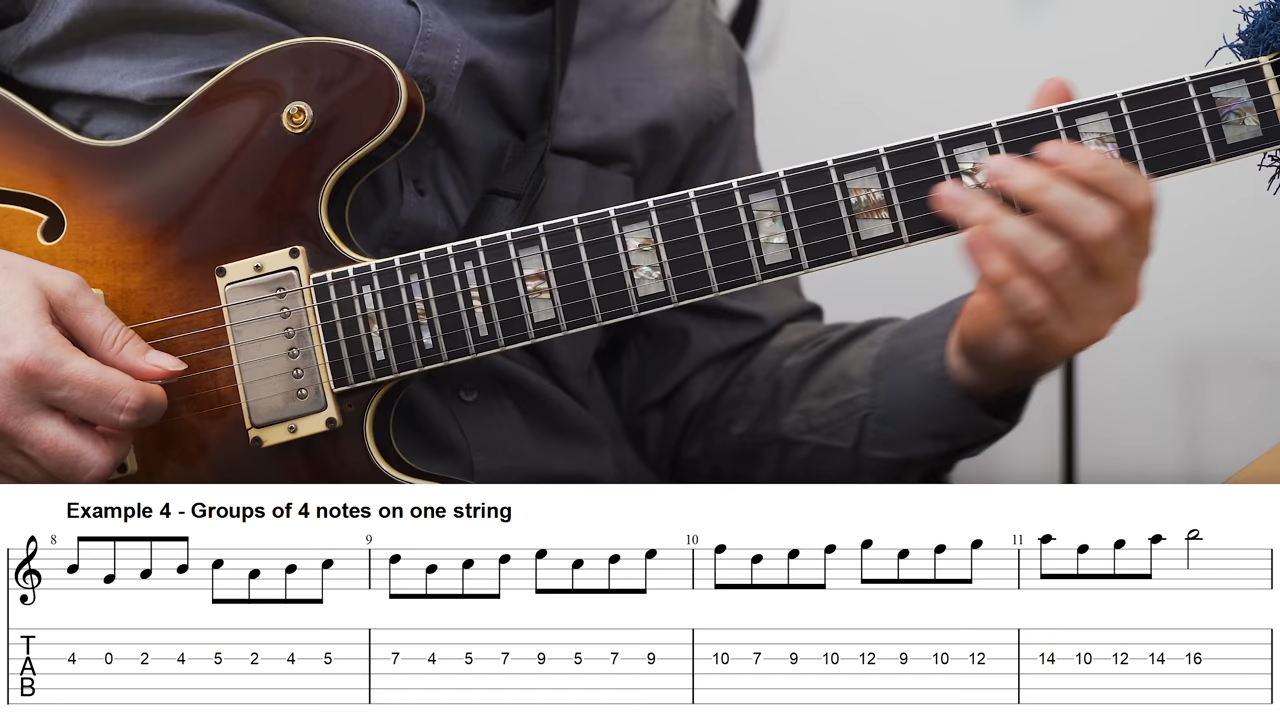 Example 4 - Groups of 4 notes on one string
8 9 10 11
T
A
B
4 0 2 4 5 2 4 5 7 4 5 7 9 5 7 9 10 7 9 10 12 9 10 12 14 10 12 14 16